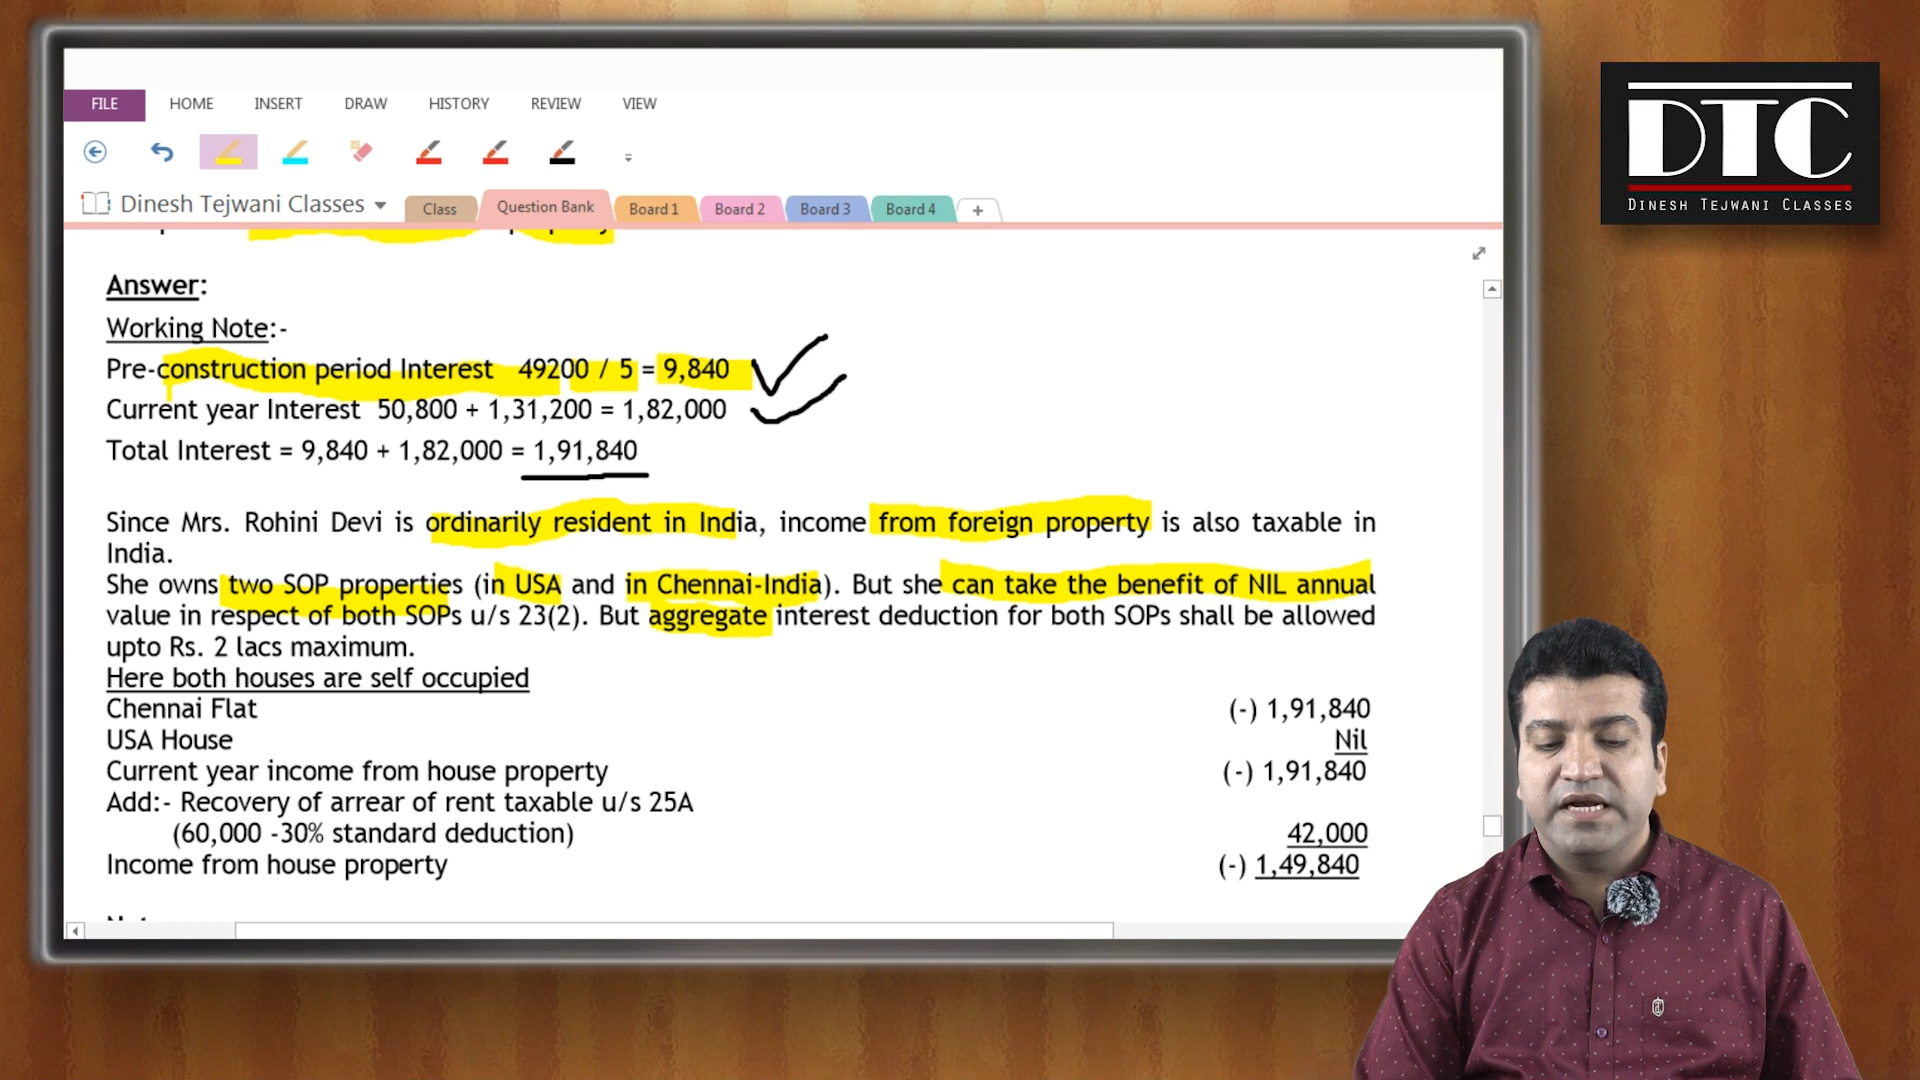 FILE HOME INSERT DRAW HISTORY REVIEW VIEW
Dinesh Tejwani Classes Class Question Bank Board 1 Board 2 Board 3 Board 4 +
Answer:
Working Note:-
Pre-construction period Interest 49200 / 5 = 9,840
Current year Interest 50,800 + 1,31,200 = 1,82,000
Total Interest = 9,840 + 1,82,000 = 1,91,840
Since Mrs. Rohini Devi is ordinarily resident in India, income from foreign property is also taxable in
India.
She owns two SOP properties (in USA and in Chennai-India). But she can take the benefit of NIL annual
value in respect of both SOPs u/s 23(2). But aggregate interest deduction for both SOPs shall be allowed
upto Rs. 2 lacs maximum.
Here both houses are self occupied
Chennai Flat (-) 1,91,840
USA House Nil
Current year income from house property (-) 1,91,840
Add:- Recovery of arrear of rent taxable u/s 25A
(60,000 -30% standard deduction) 42,000
Income from house property (-) 1,49,840
DTC
DINESH TEJWANI CLASSES